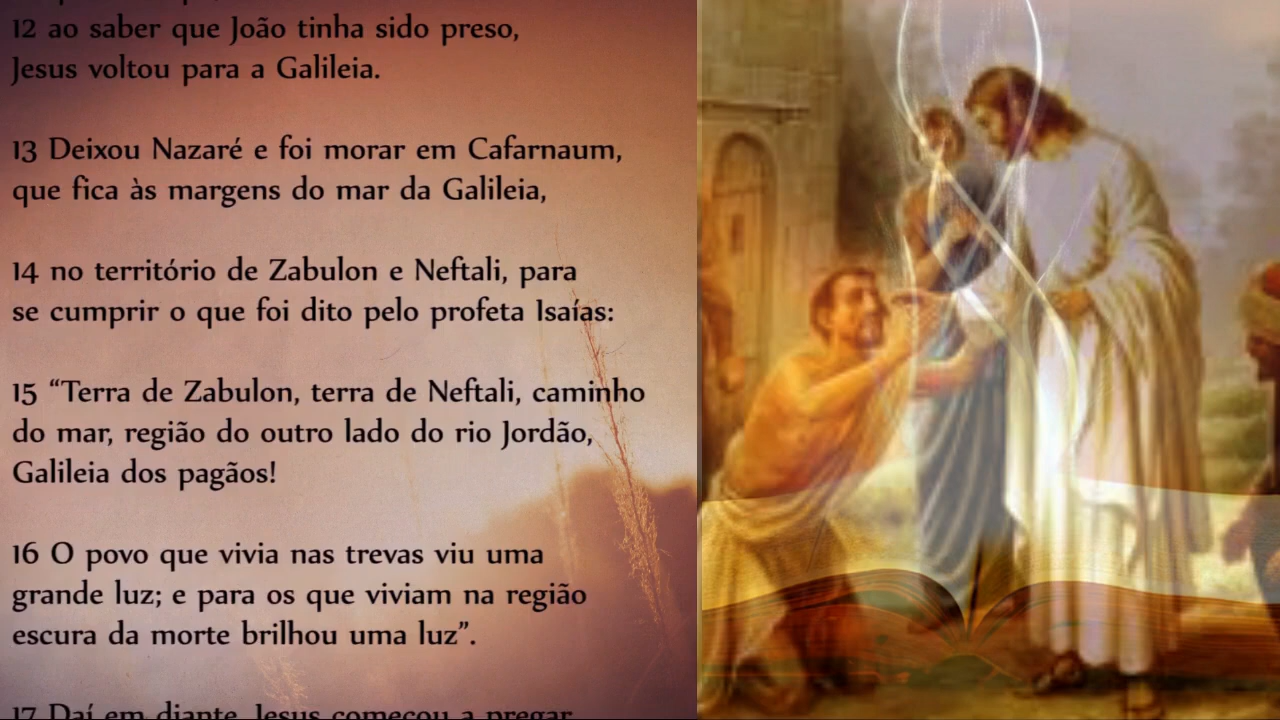 12 ao saber que João tinha sido preso,
Jesus voltou para a Galileia.
13 Deixou Nazaré e foi morar em Cafarnaum,
que fica às margens do mar da Galileia,
14 no território de Zabulon e Neftali, para
se cumprir o que foi dito pelo profeta Isaías:
15 “Terra de Zabulon, terra de Neftali, caminho
do mar, região do outro lado do rio Jordão,
Galileia dos pagãos!
16 O povo que vivia nas trevas viu uma
grande luz; e para os que viviam na região
escura da morte brilhou uma luz”.
17 Daí em diante, Jesus começou a pregar